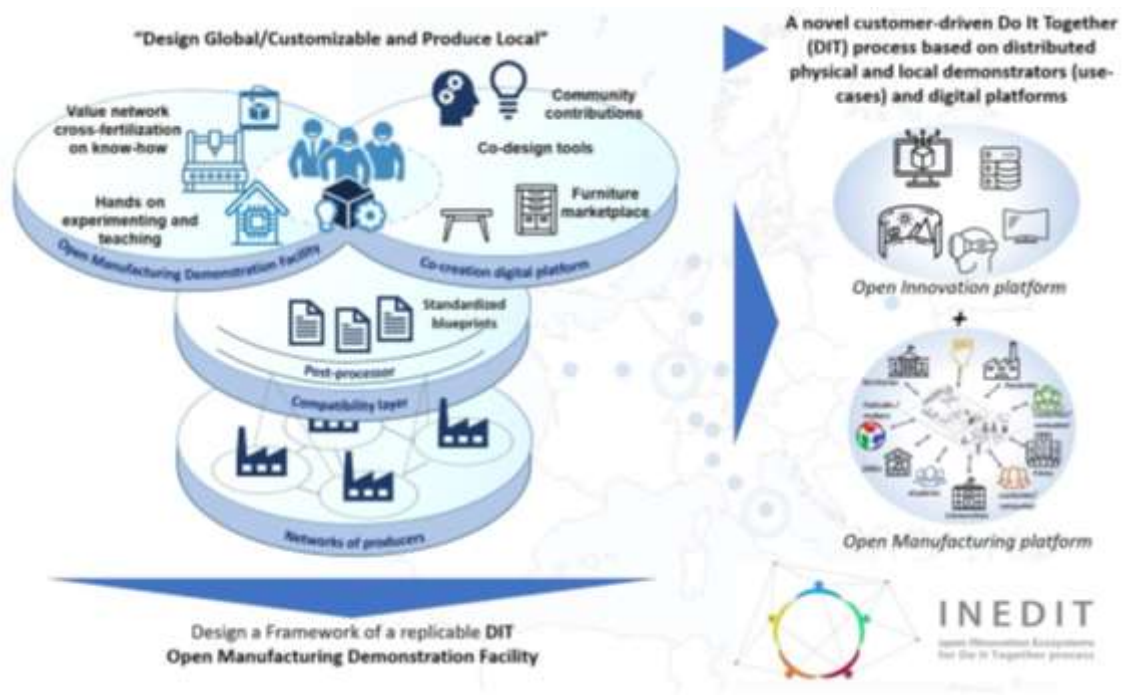 “Design Global/Customizable and Produce Local”
Value network
cross-fertilization
on know-how
Hands on
experimenting and
teaching
Open Manufacturing Demonstration Facility
Community
contributions
Co-design tools
Furniture
marketplace
Co-creation digital platform
Standardized
blueprints
Post-processor
Compatibility layer
Networks of producers
Design a Framework of a replicable DIT
Open Manufacturing Demonstration Facility
A novel customer-driven Do It Together
(DIT) process based on distributed
physical and local demonstrators (use-
cases) and digital platforms
Open Innovation platform
+
Open Manufacturing platform
INEDIT
open INnovation Ecosystems
for Do It Together process